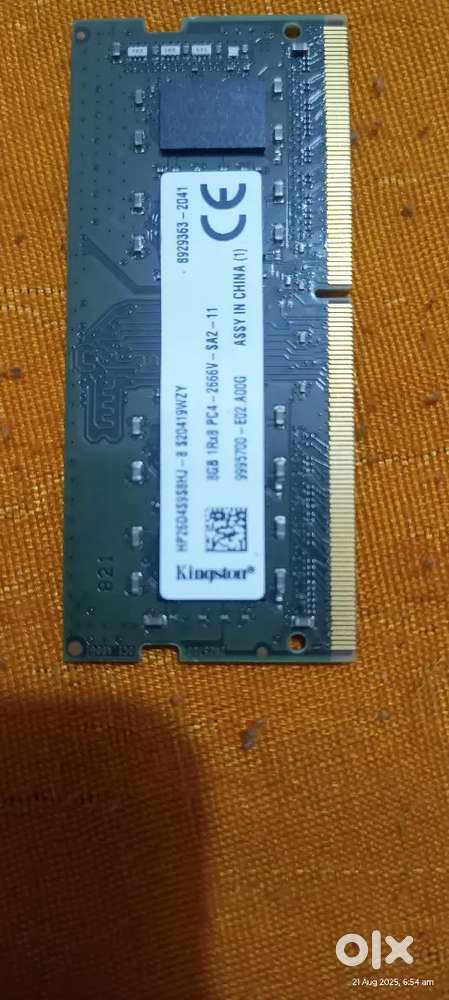 HP26D4S9S8HJ-8 S20419WZY
8929363-2041
8GB 1Rx8 PC4-2666V-SA2-11
9995700-E02.A00G
ASSY IN CHINA (1)
CE
Kingston®
821
olx
21 Aug 2025, 6:54 am